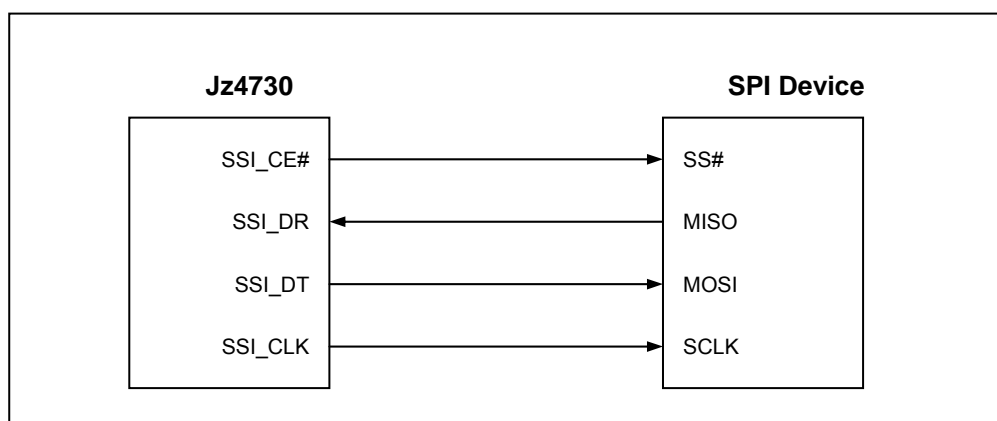 Jz4730 SPI Device
SSI_CE# SS#
SSI_DR MISO
SSI_DT MOSI
SSI_CLK SCLK